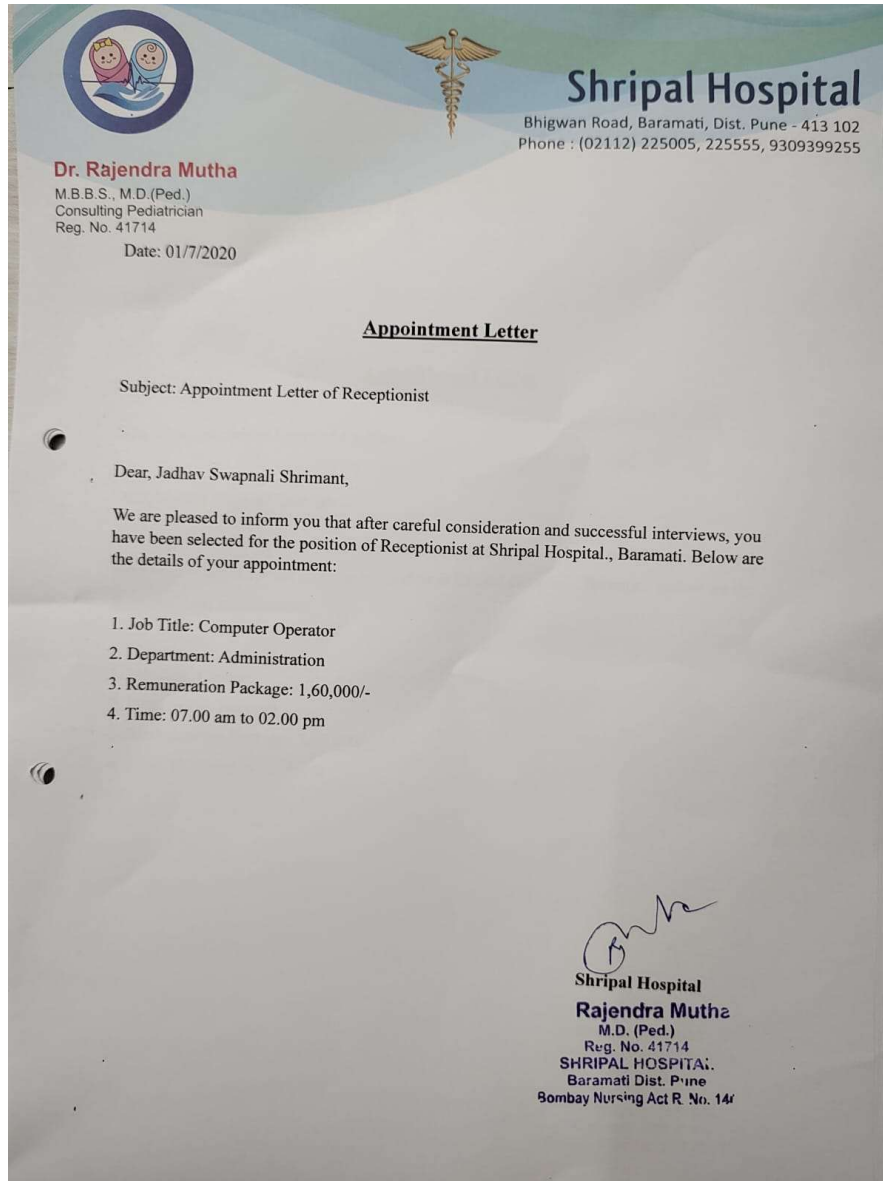 Shripal Hospital
Bhigwan Road, Baramati, Dist. Pune - 413 102
Phone : (02112) 225005, 225555, 9309399255
Dr. Rajendra Mutha
M.B.B.S., M.D.(Ped.)
Consulting Pediatrician
Reg. No. 41714
Date: 01/7/2020
Appointment Letter
Subject: Appointment Letter of Receptionist
Dear, Jadhav Swapnali Shrimant,
We are pleased to inform you that after careful consideration and successful interviews, you
have been selected for the position of Receptionist at Shripal Hospital., Baramati. Below are
the details of your appointment:
1. Job Title: Computer Operator
2. Department: Administration
3. Remuneration Package: 1,60,000/-
4. Time: 07.00 am to 02.00 pm
Shripal Hospital
Rajendra Mutha
M.D. (Ped.)
Reg. No. 41714
SHRIPAL HOSPITAL
Baramati Dist. Pune
Bombay Nursing Act R. No.